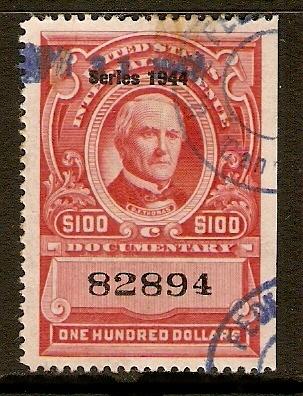 UNITED STATES
INTERNAL REVENUE
Series 1944
$100 $100
C
DOCUMENTARY
82894
ONE HUNDRED DOLLARS